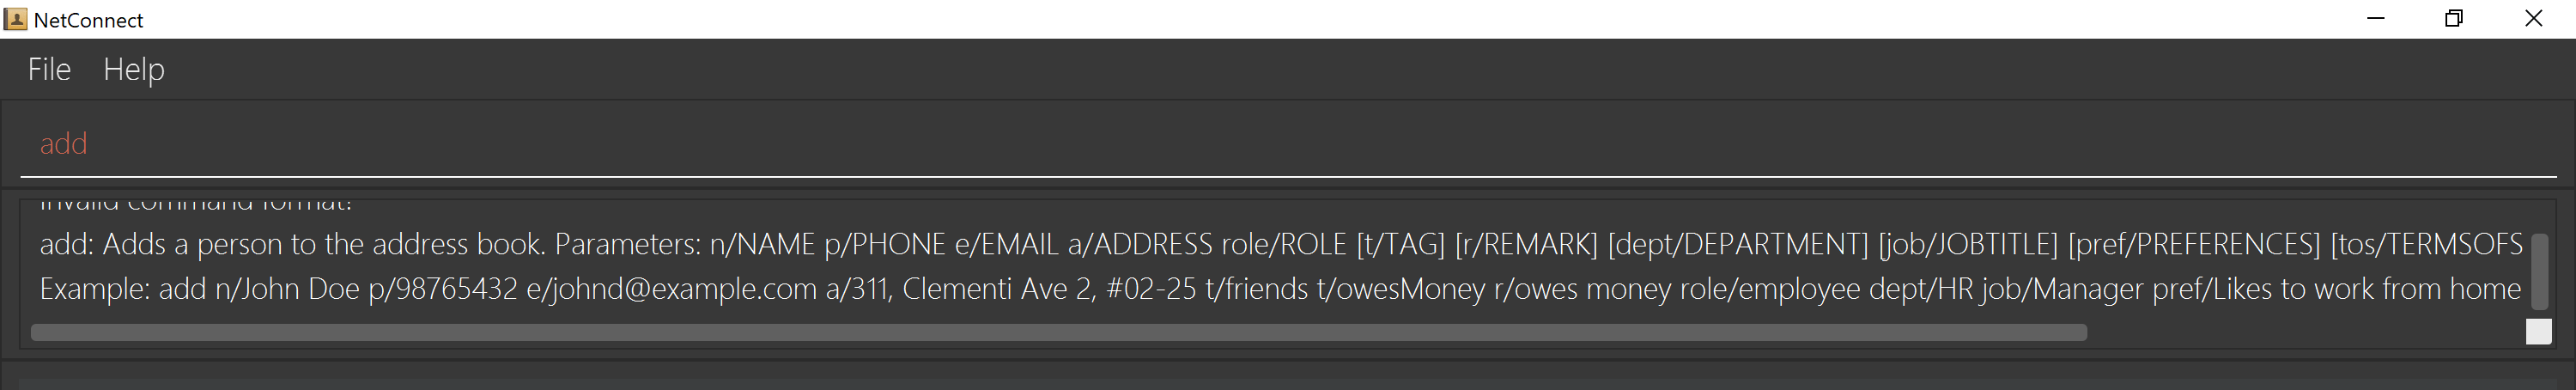 NetConnect
File Help
add
Invalid command format!
add: Adds a person to the address book. Parameters: n/NAME p/PHONE e/EMAIL a/ADDRESS role/ROLE [t/TAG] [r/REMARK] [dept/DEPARTMENT] [job/JOBTITLE] [pref/PREFERENCES] [tos/TERMSOFS
Example: add n/John Doe p/98765432 e/johnd@example.com a/311, Clementi Ave 2, #02-25 t/friends t/owesMoney r/owes money role/employee dept/HR job/Manager pref/Likes to work from home